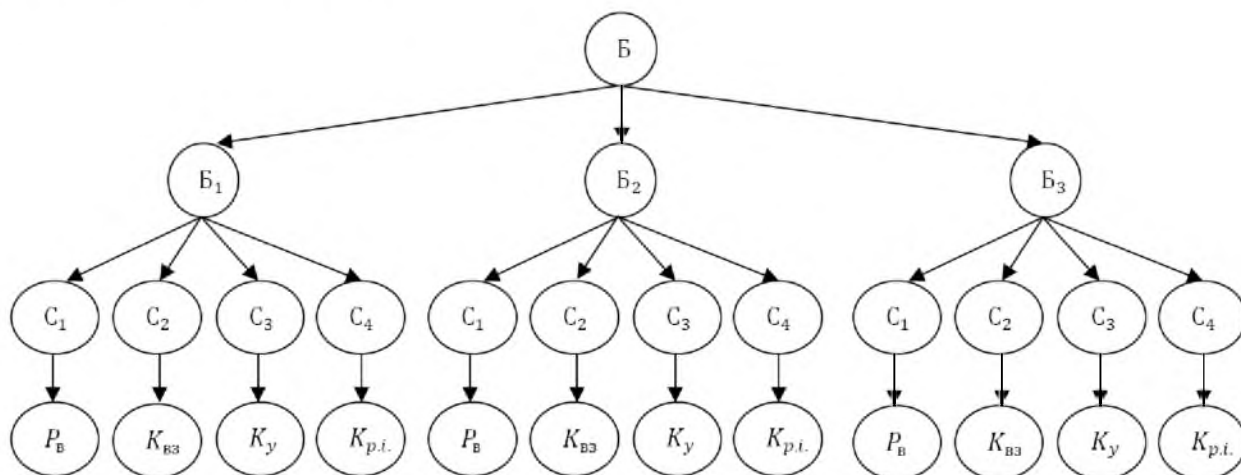 Б
Б₁ Б₂ Б₃
С₁ С₂ С₃ С₄ С₁ С₂ С₃ С₄ С₁ С₂ С₃ С₄
Pв Kвз Kу Kp.i. Pв Kвз Kу Kp.i. Pв Kвз Kу Kp.i.